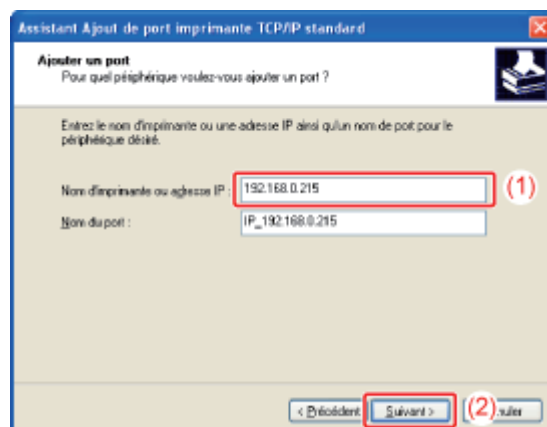 Assistant Ajout de port imprimante TCP/IP standard
Ajouter un port
Pour quel périphérique voulez-vous ajouter un port ?
Entrez le nom d'imprimante ou une adresse IP ainsi qu'un nom de port pour le
périphérique désiré.
Nom d'imprimante ou adresse IP : 192.168.0.215 (1)
Nom du port : IP_192.168.0.215
< Précédent Suivant > (2) nuler